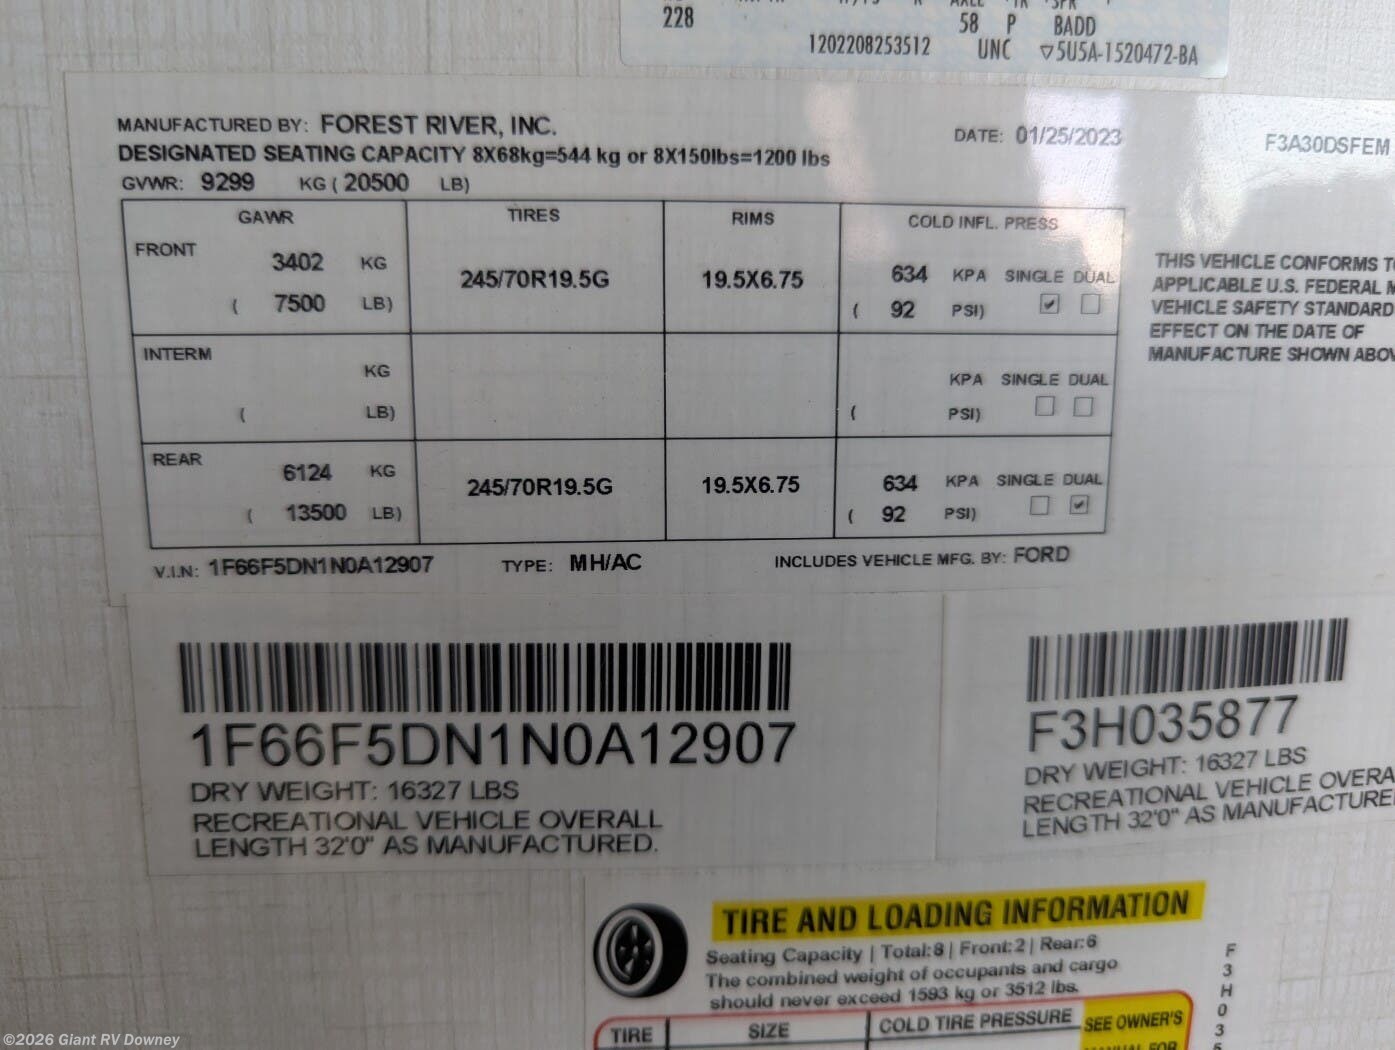 228
58 P BADD
1202208253512 UNC ▽5U5A-1520472-BA
MANUFACTURED BY: FOREST RIVER, INC.
DATE: 01/25/2023
F3A30DSFEM
DESIGNATED SEATING CAPACITY 8X68kg=544 kg or 8X150lbs=1200 lbs
GVWR: 9299 KG ( 20500 LB)
GAWR TIRES RIMS COLD INFL. PRESS
FRONT
3402 KG 245/70R19.5G 19.5X6.75 634 KPA SINGLE DUAL
( 7500 LB) ( 92 PSI)
INTERM
KG KPA SINGLE DUAL
( LB) ( PSI)
REAR
6124 KG 245/70R19.5G 19.5X6.75 634 KPA SINGLE DUAL
( 13500 LB) ( 92 PSI)
THIS VEHICLE CONFORMS
APPLICABLE U.S. FEDERAL
VEHICLE SAFETY STANDARD
EFFECT ON THE DATE OF
MANUFACTURE SHOWN
V.I.N: 1F66F5DN1N0A12907 TYPE: MH/AC INCLUDES VEHICLE MFG. BY: FORD
1F66F5DN1N0A12907
DRY WEIGHT: 16327 LBS
RECREATIONAL VEHICLE OVERALL
LENGTH 32'0" AS MANUFACTURED.
F3H035877
DRY WEIGHT: 16327 LBS
RECREATIONAL VEHICLE OVERA
LENGTH 32'0" AS MANUFACTURE
TIRE AND LOADING INFORMATION
Seating Capacity | Total:8 | Front:2 | Rear:6
The combined weight of occupants and cargo
should never exceed 1593 kg or 3512 lbs.
TIRE SIZE COLD TIRE PRESSURE SEE OWNER'S
MANUAL FOR
F3H03
©2026 Giant RV Downey